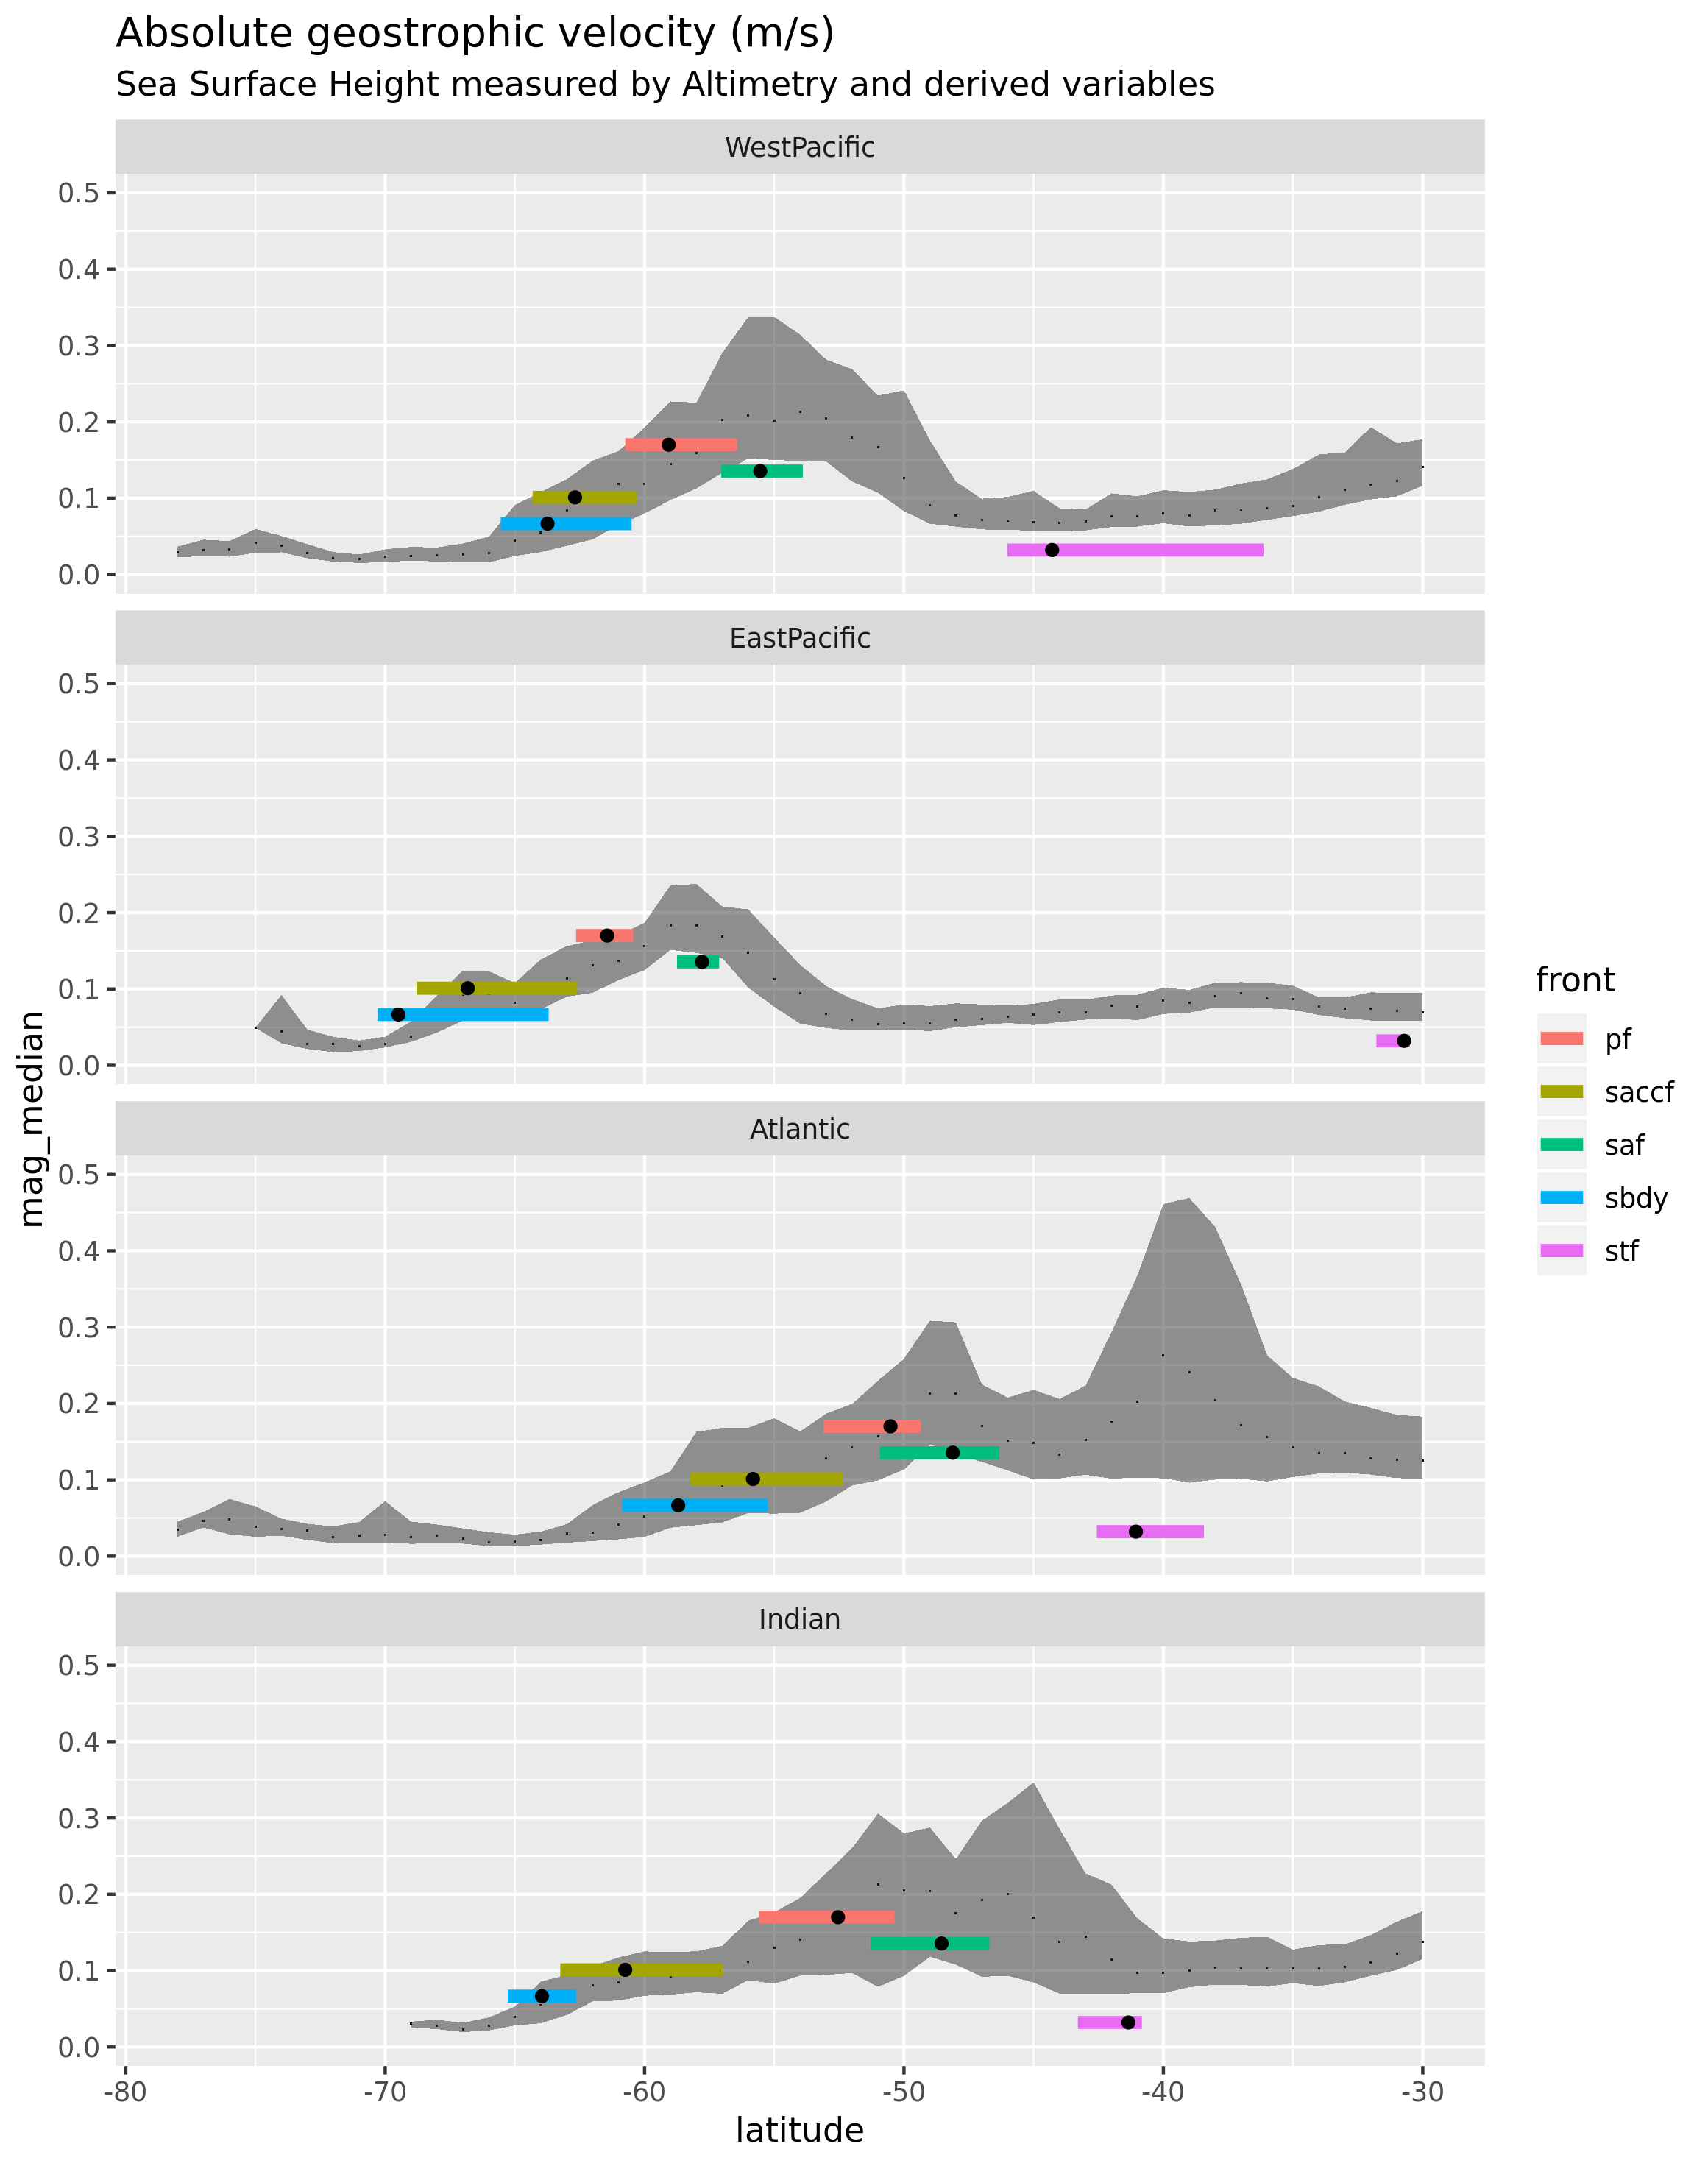 Absolute geostrophic velocity (m/s)
Sea Surface Height measured by Altimetry and derived variables
WestPacific
0.5
0.4
0.3
0.2
0.1
0.0
EastPacific
0.5
0.4
0.3
0.2
0.1
0.0
Atlantic
0.5
0.4
0.3
0.2
0.1
0.0
Indian
0.5
0.4
0.3
0.2
0.1
0.0
-80 -70 -60 -50 -40 -30
latitude
mag_median
front
pf
saccf
saf
sbdy
stf